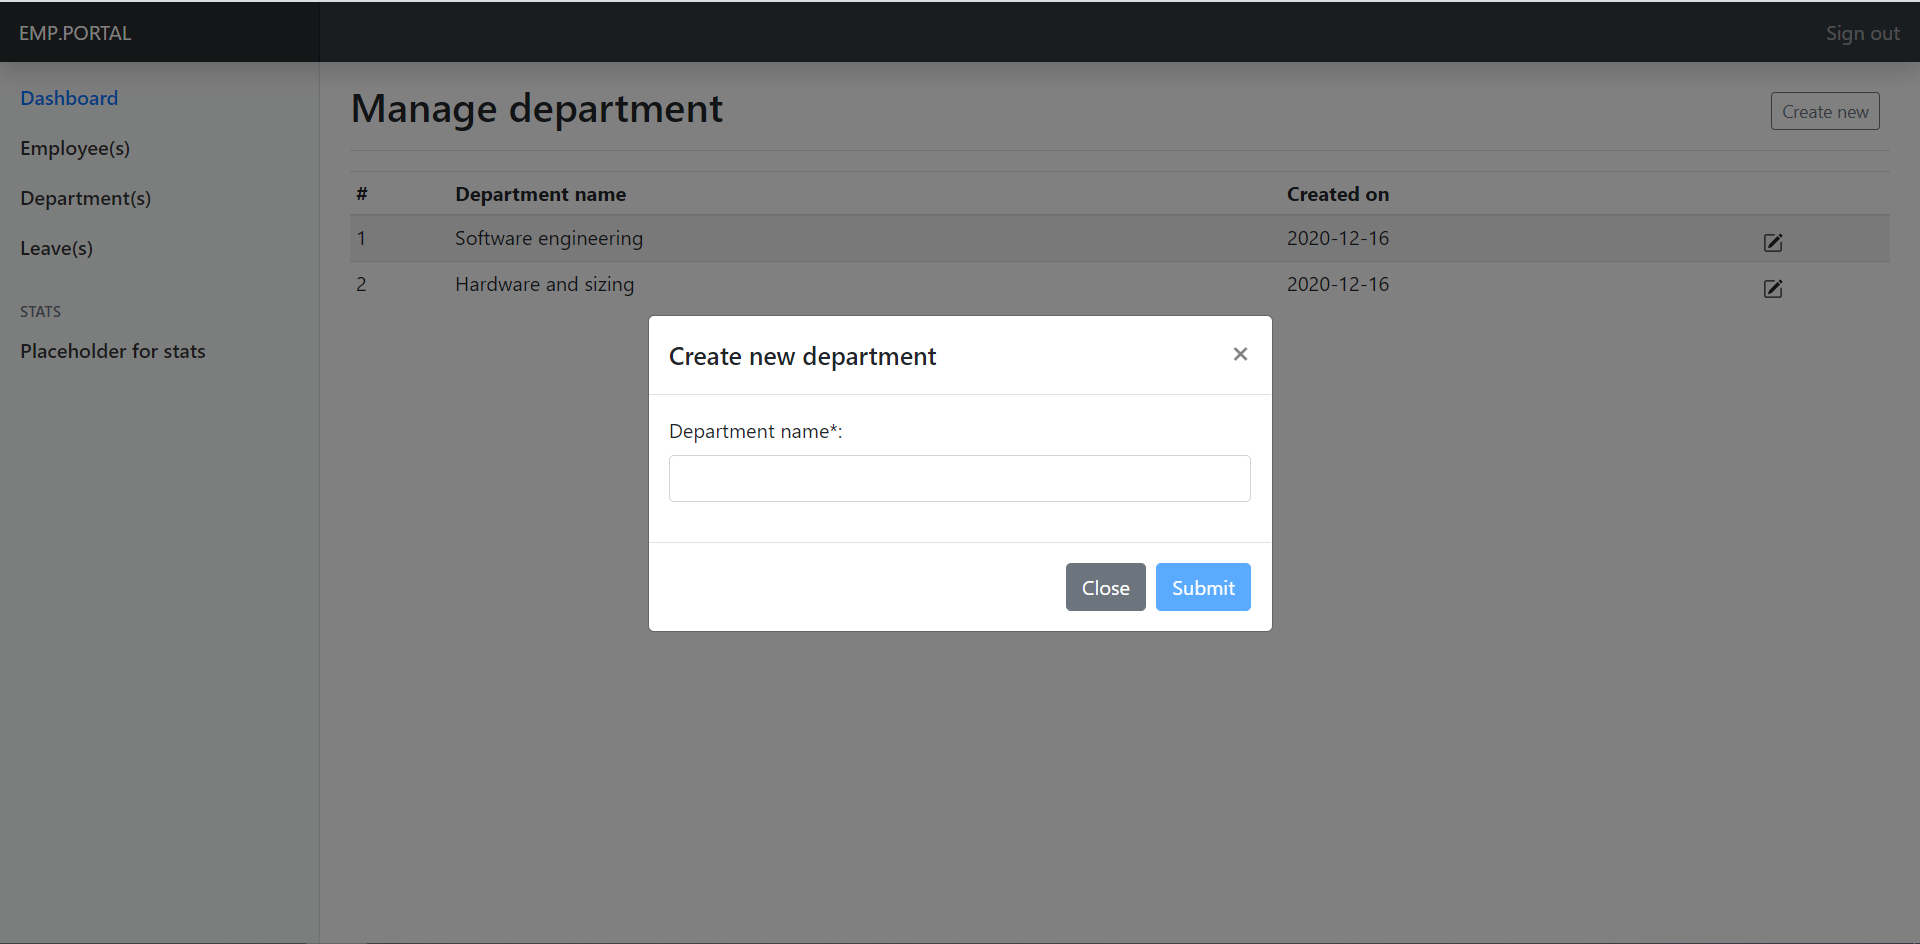 EMP.PORTAL
Sign out
Dashboard
Employee(s)
Department(s)
Leave(s)
STATS
Placeholder for stats
Manage department
Create new
# Department name Created on
1 Software engineering 2020-12-16
2 Hardware and sizing 2020-12-16
Create new department ×
Department name*:
Close Submit